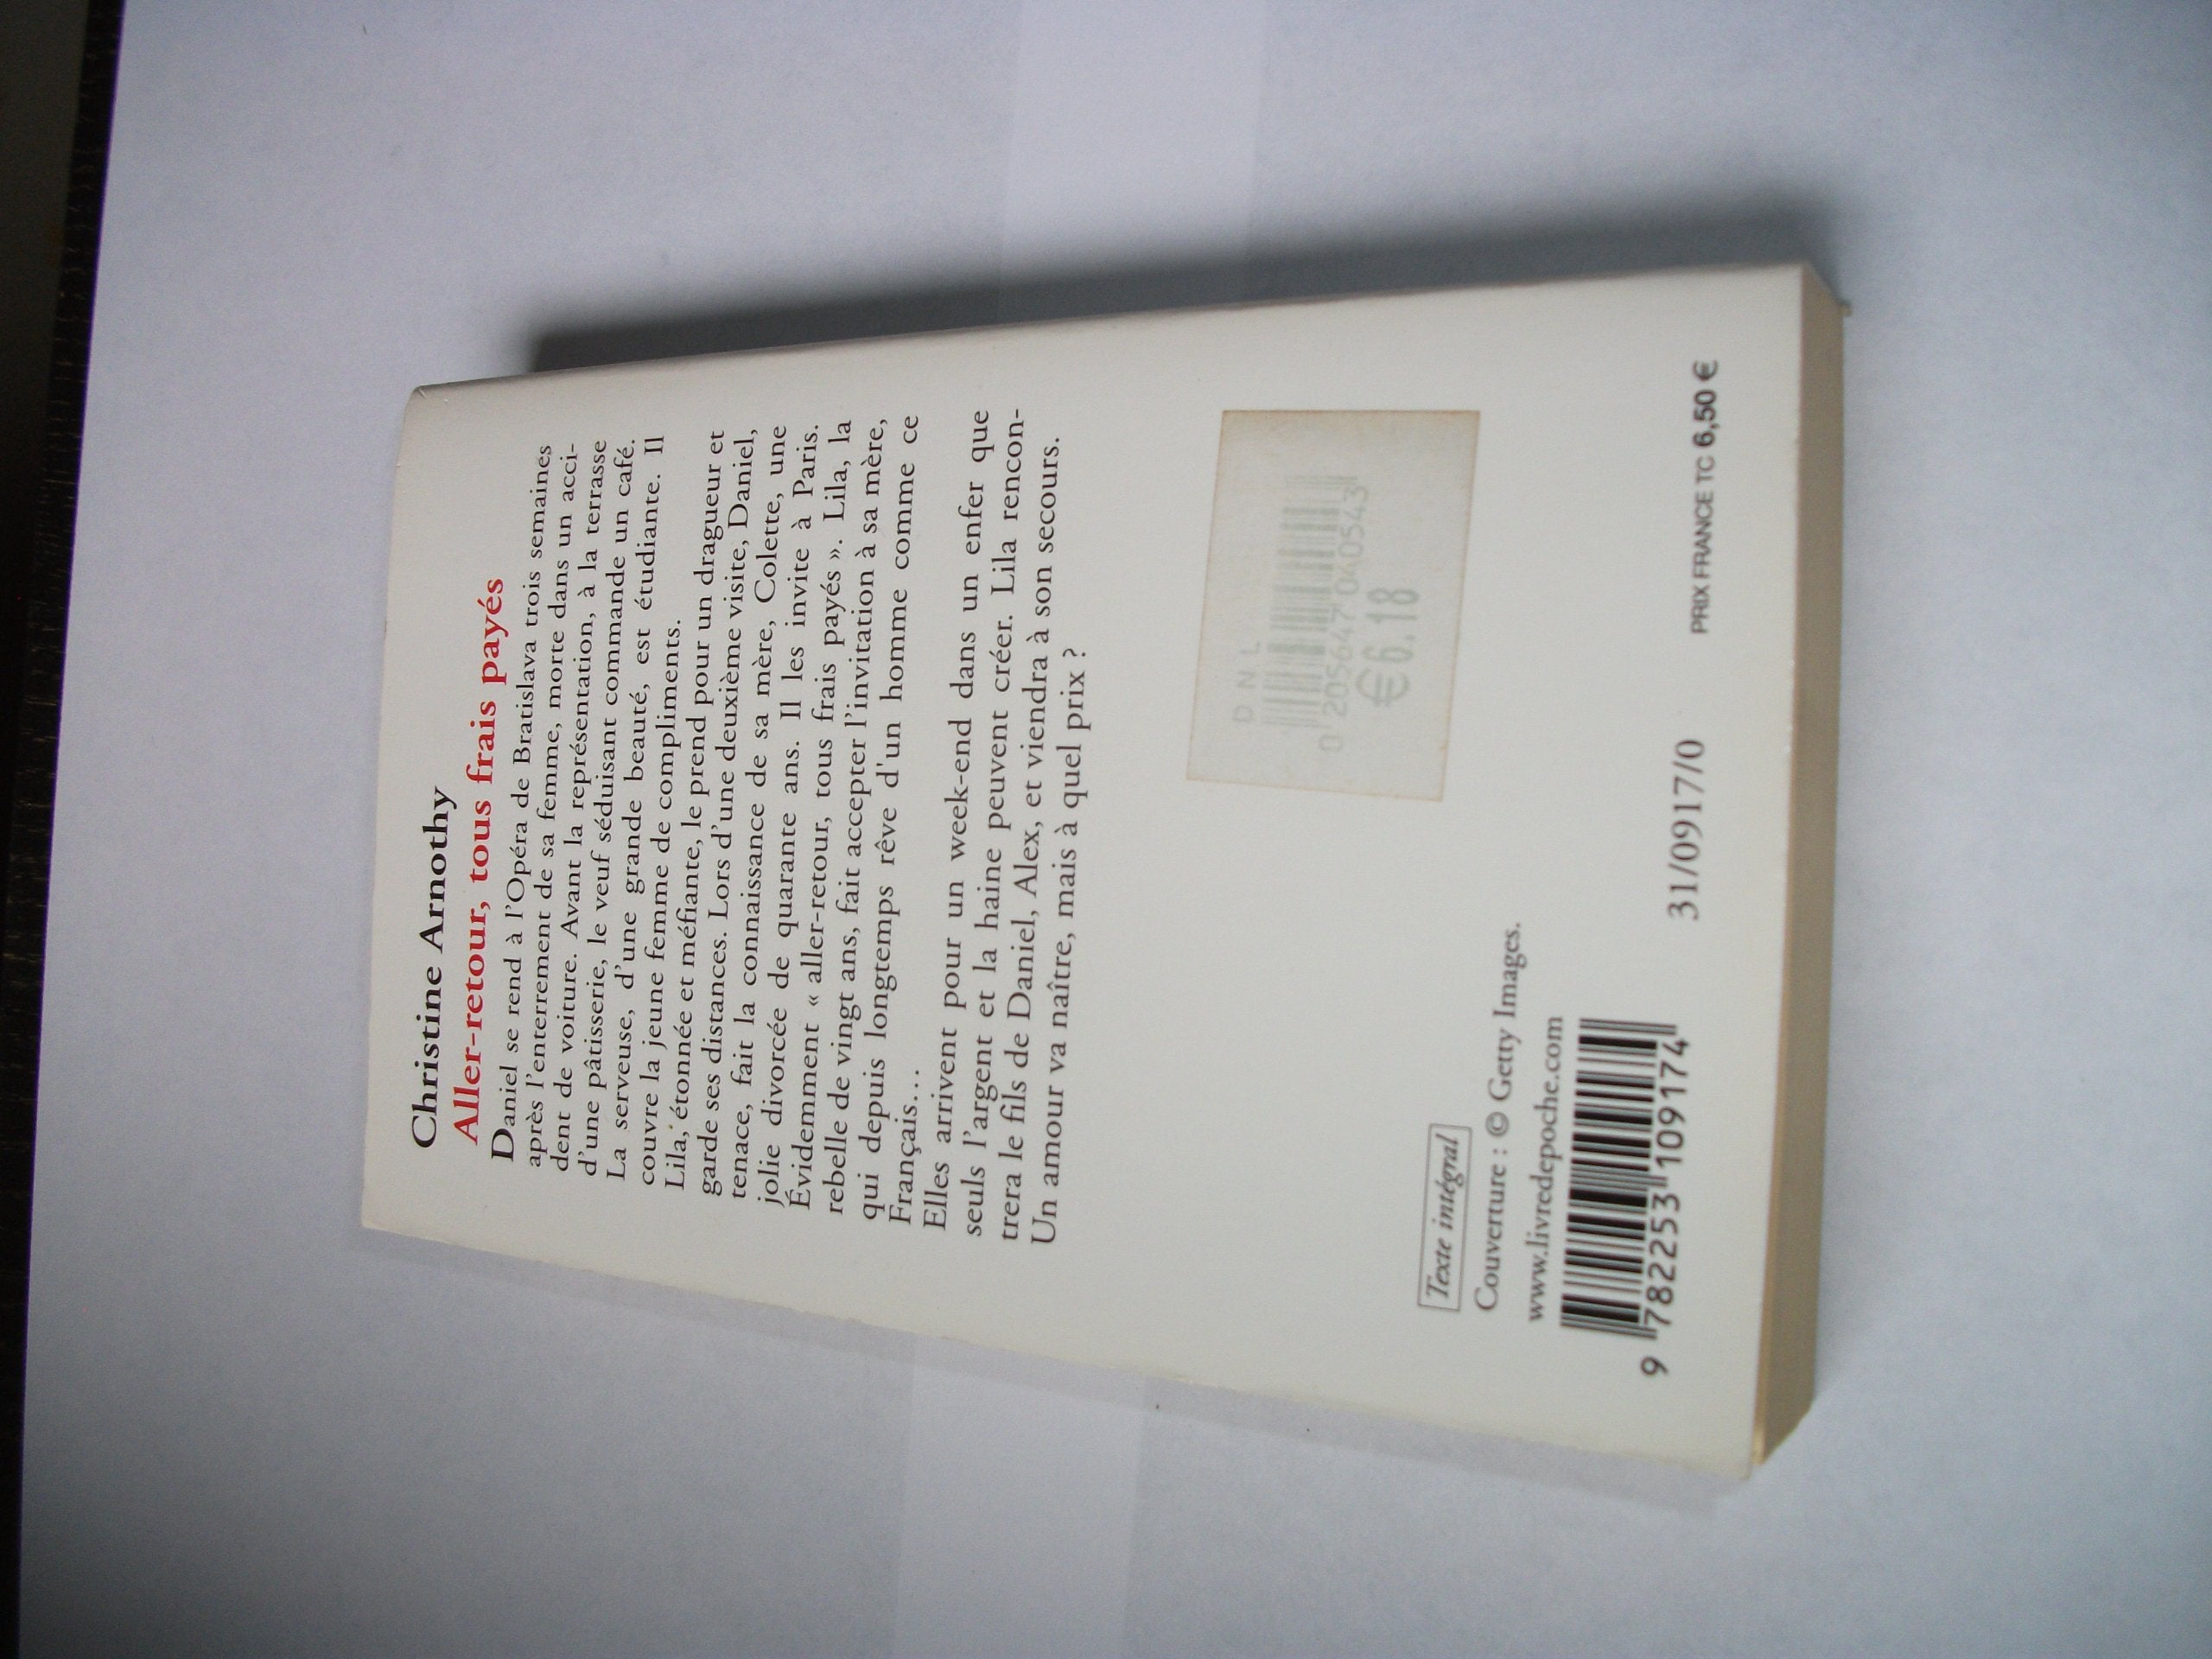 Christine Arnothy
Aller-retour, tous frais payés
Daniel se rend à l'Opéra de Bratislava trois semaines
après l'enterrement de sa femme, morte dans un acci-
dent de voiture. Avant la représentation, à la terrasse
d'une pâtisserie, le veuf séduisant commande un café.
La serveuse, d'une grande beauté, est étudiante. Il
couvre la jeune femme de compliments.
Lila, étonnée et méfiante, le prend pour un dragueur et
garde ses distances. Lors d'une deuxième visite, Daniel,
tenace, fait la connaissance de sa mère, Colette, une
jolie divorcée de quarante ans. Il les invite à Paris.
Évidemment « aller-retour, tous frais payés ». Lila, la
rebelle de vingt ans, fait accepter l'invitation à sa mère,
qui depuis longtemps rêve d'un homme comme ce
Français…
Elles arrivent pour un week-end dans un enfer que
seuls l'argent et la haine peuvent créer. Lila rencon-
trera le fils de Daniel, Alex, et viendra à son secours.
Un amour va naître, mais à quel prix ?
D N L
0 205647 040543
€6.18
Texte intégral
Couverture : © Getty Images.
www.livredepoche.com
9 782253 109174
31/0917/0
PRIX FRANCE TC 6,50 €